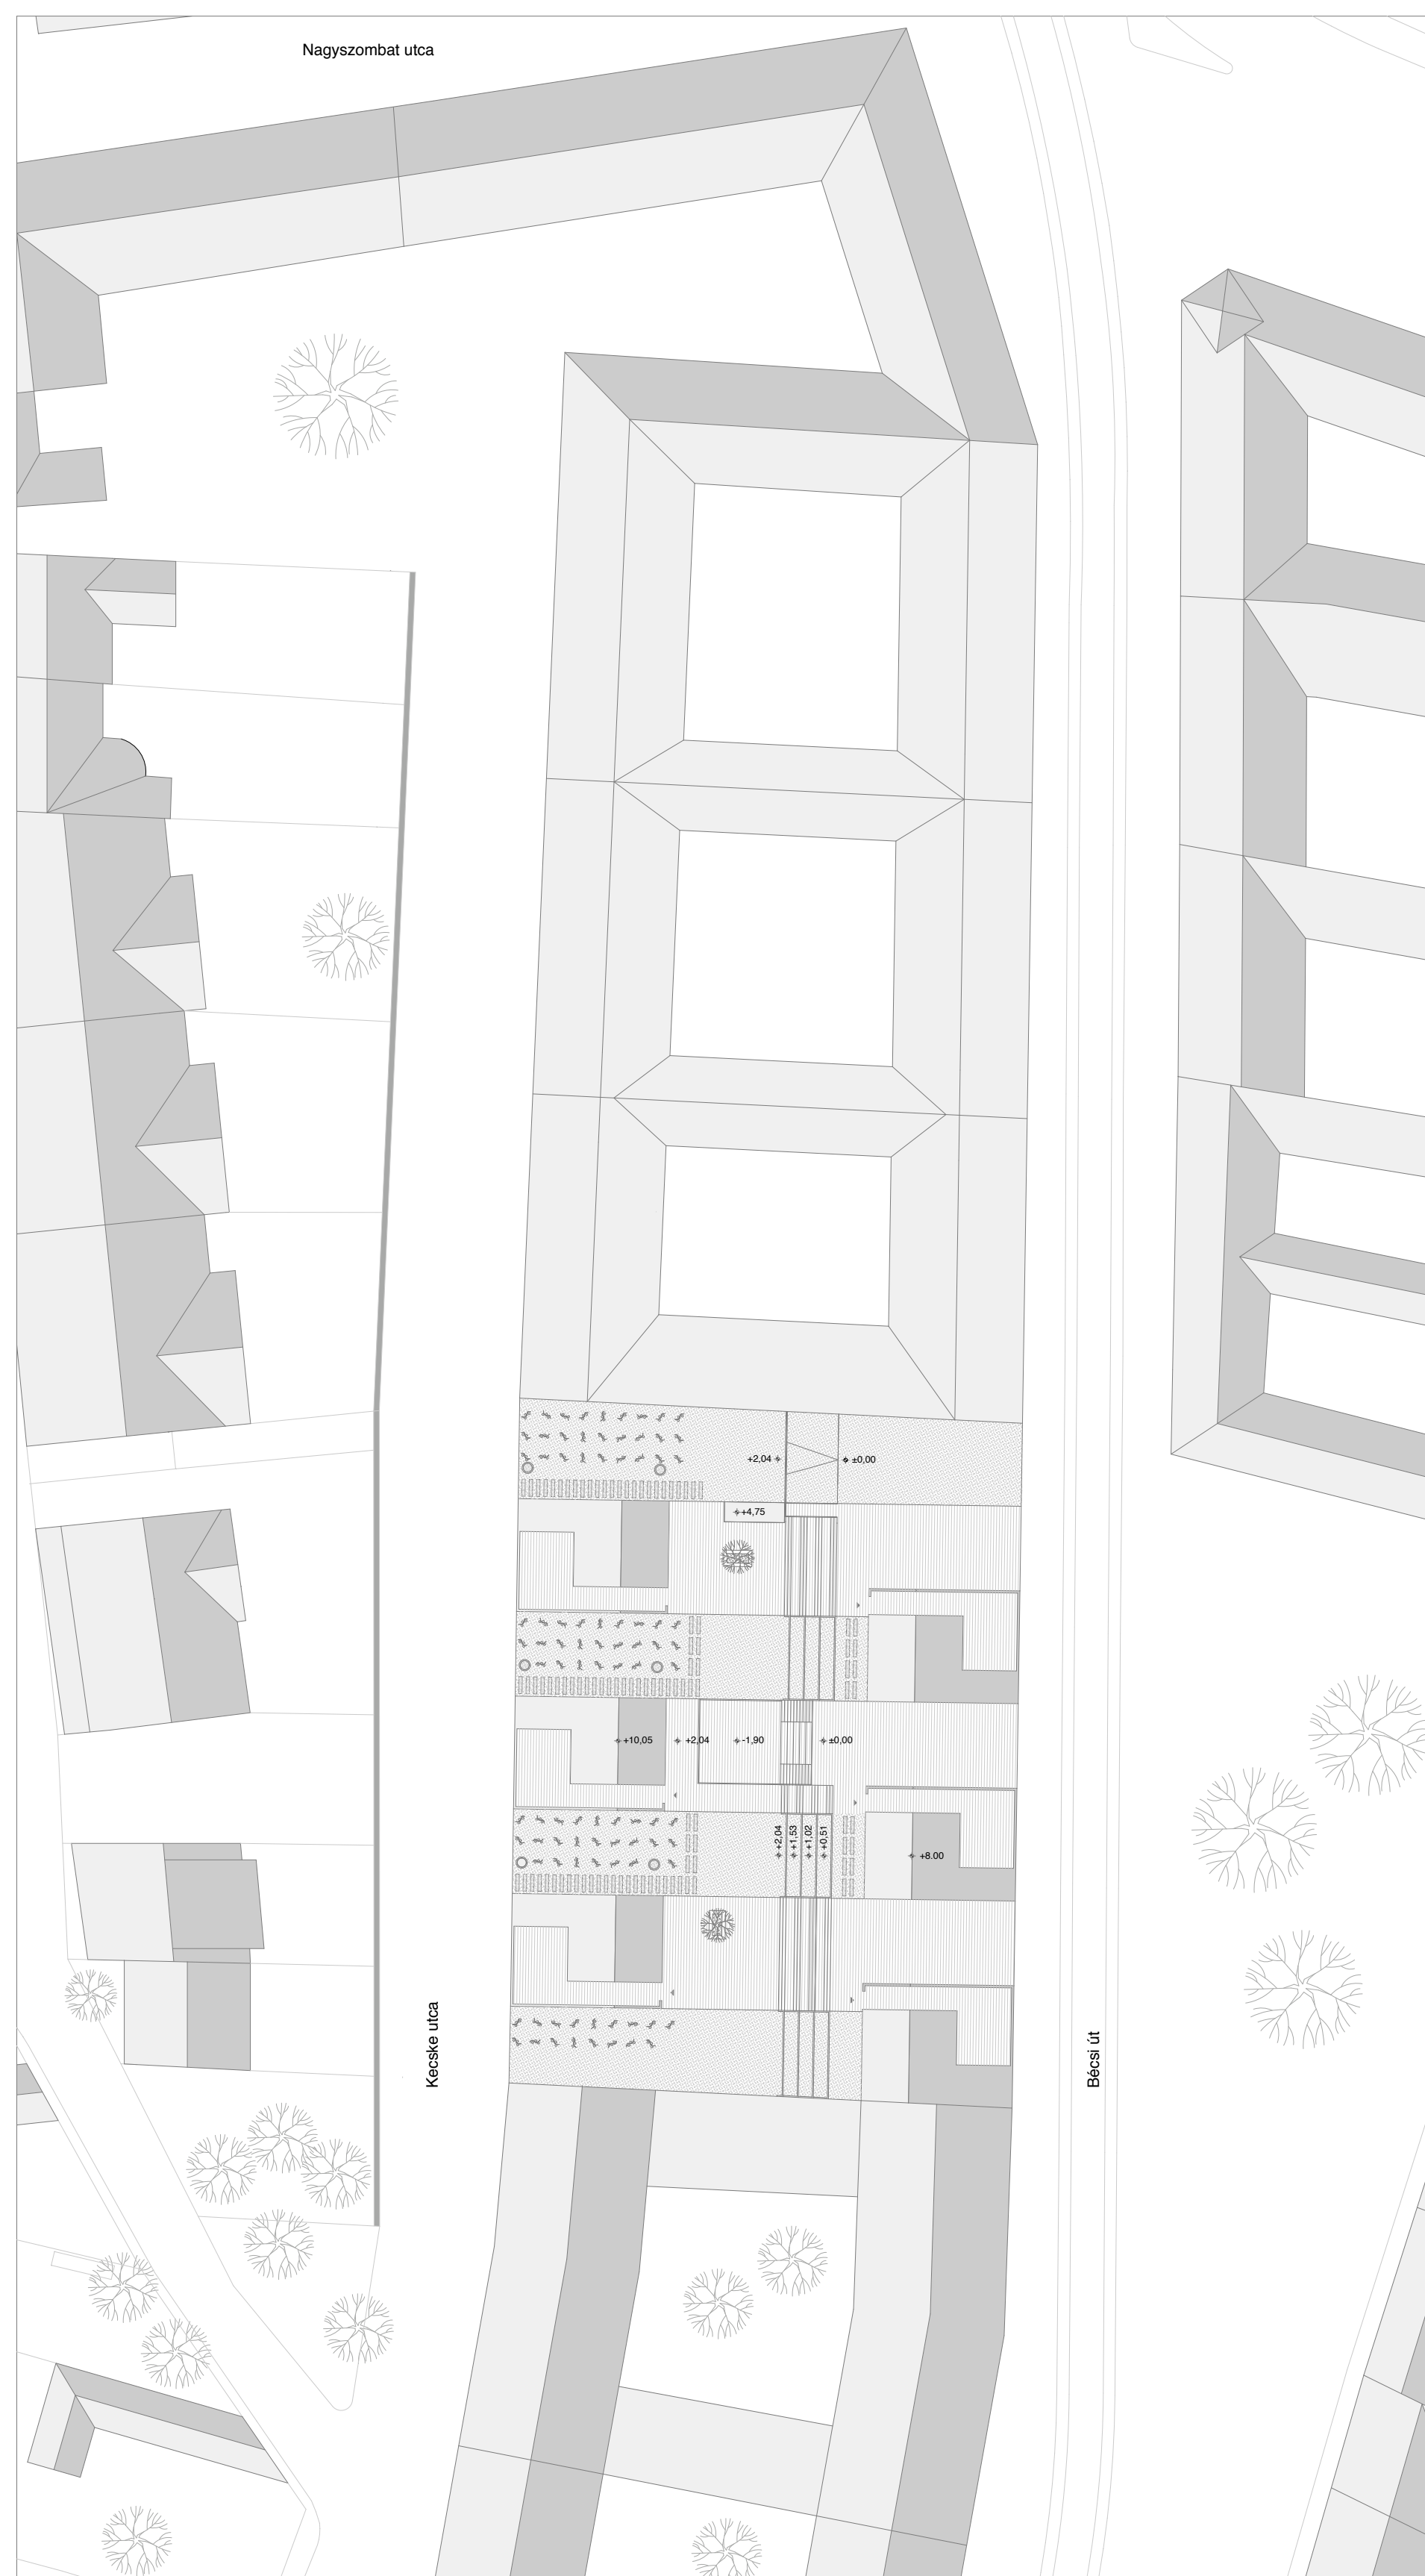 Nagyszombat utca
+2,04 ±0,00
+4,75
+10,05 +2,04 -1,90 ±0,00
+2,04
+1,53
+1,02
+0,51
+8.00
Kecske utca
Bécsi út